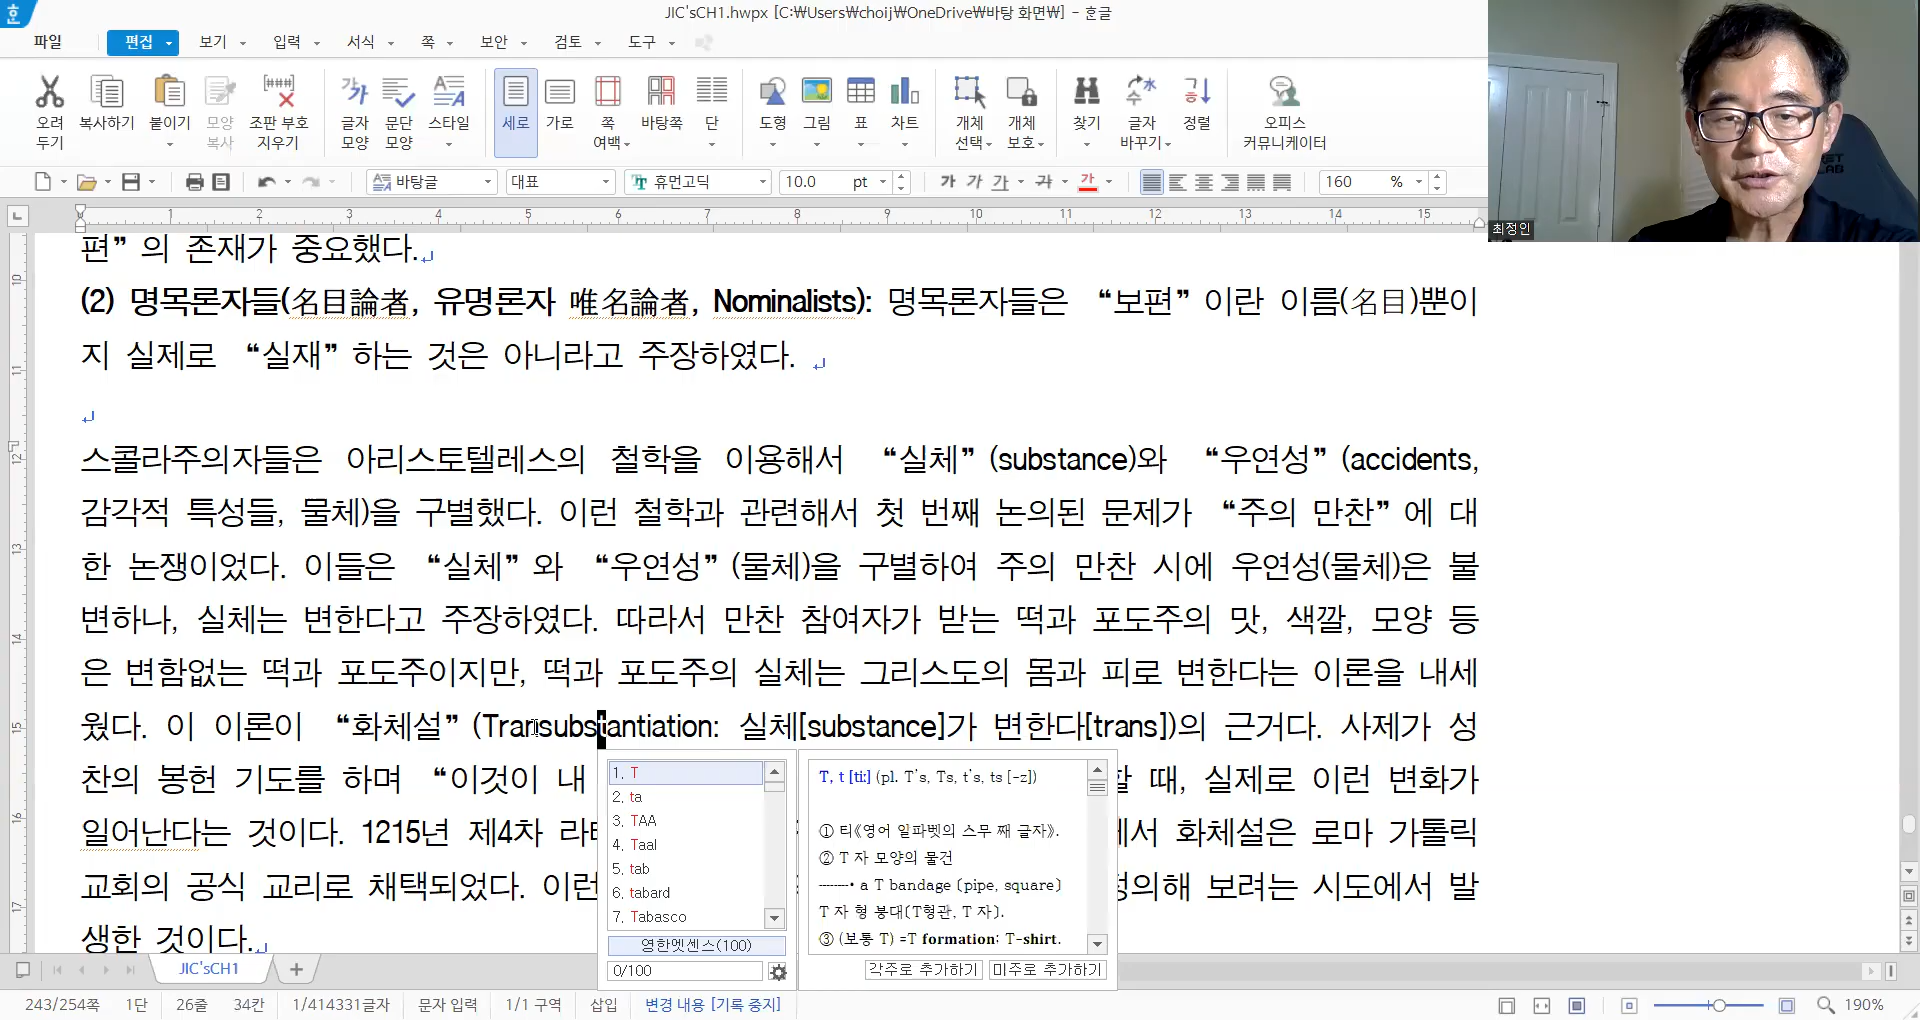 JIC'sCH1.hwpx [C:₩Users₩choij₩OneDrive₩바탕 화면₩] - 훈글
파일 편집 보기 입력 서식 쪽 보안 검토 도구
오려 두기 복사하기 붙이기 모양 복사 조판 부호 지우기 글자 모양 문단 모양 스타일 세로 가로 쪽 여백 바탕쪽 단 도형 그림 표 차트 개체 선택 개체 보호 찾기 글자 바꾸기 정렬 오피스 커뮤니케이터
바탕글 대표 휴먼고딕 10.0 pt 가 가 가 가 가 160 %
최정인
1 2 3 4 5 6 7 8 9 10 11 12 13 14 15
편”의 존재가 중요했다.
(2) 명목론자들(名目論者, 유명론자 唯名論者, Nominalists): 명목론자들은 “보편”이란 이름(名目)뿐이
지 실제로 “실재”하는 것은 아니라고 주장하였다.
스콜라주의자들은 아리스토텔레스의 철학을 이용해서 “실체”(substance)와 “우연성”(accidents,
감각적 특성들, 물체)을 구별했다. 이런 철학과 관련해서 첫 번째 논의된 문제가 “주의 만찬”에 대
한 논쟁이었다. 이들은 “실체”와 “우연성”(물체)을 구별하여 주의 만찬 시에 우연성(물체)은 불
변하나, 실체는 변한다고 주장하였다. 따라서 만찬 참여자가 받는 떡과 포도주의 맛, 색깔, 모양 등
은 변함없는 떡과 포도주이지만, 떡과 포도주의 실체는 그리스도의 몸과 피로 변한다는 이론을 내세
웠다. 이 이론이 “화체설”(Transubstantiation: 실체[substance]가 변한다[trans])의 근거다. 사제가 성
찬의 봉헌 기도를 하며 “이것이 내 할 때, 실제로 이런 변화가
일어난다는 것이다. 1215년 제4차 라 에서 화체설은 로마 가톨릭
교회의 공식 교리로 채택되었다. 이런 정의해 보려는 시도에서 발
생한 것이다.
1. T
2. ta
3. TAA
4. Taal
5. tab
6. tabard
7. Tabasco
영한엣센스(100)
0/100
T, t [tiː] (pl. T's, Ts, t's, ts [-z])
① 티《영어 알파벳의 스무 째 글자》.
② T 자 모양의 물건
--------• a T bandage 〔pipe, square〕
T 자 형 붕대〔T형관, T 자〕.
③ (보통 T) =T formation; T-shirt.
각주로 추가하기 미주로 추가하기
10 11 12 13 14 15 16 17
JIC'sCH1
243/254쪽 1단 26줄 34칸 1/414331글자 문자 입력 1/1 구역 삽입 변경 내용 [기록 중지] 190%